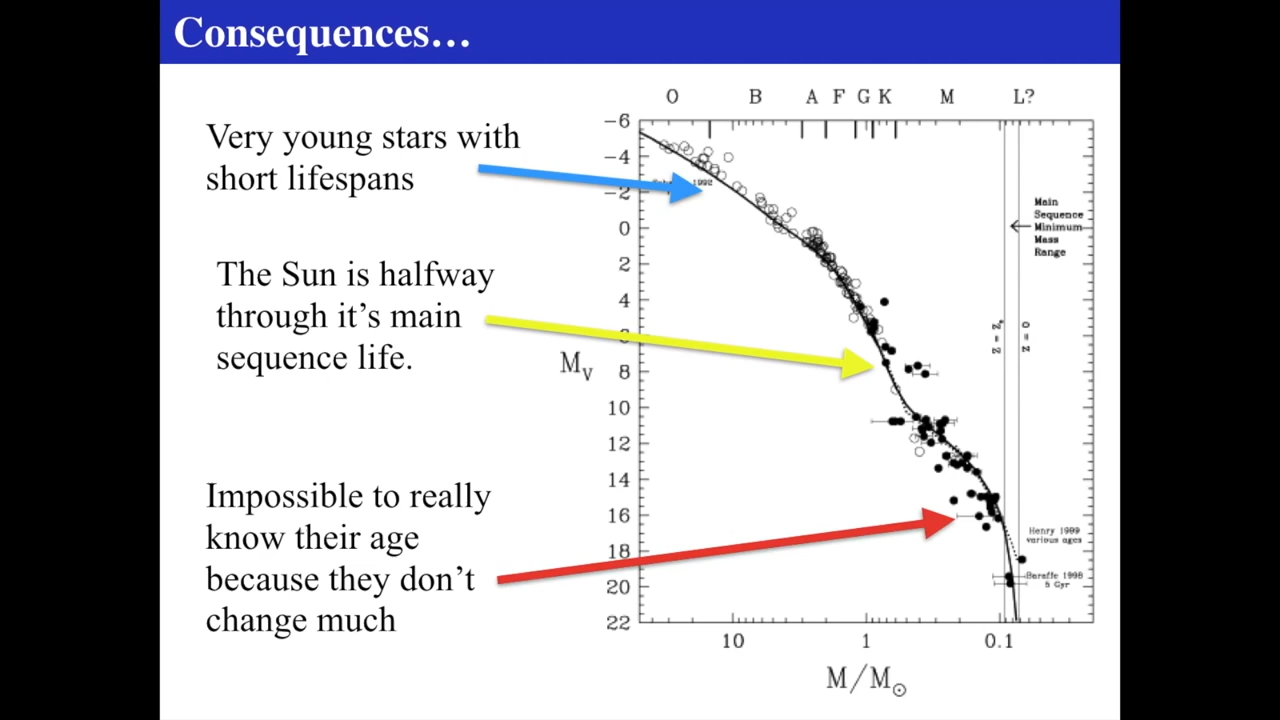 Consequences…
Very young stars with
short lifespans
The Sun is halfway
through it’s main
sequence life.
Impossible to really
know their age
because they don’t
change much
O B A F G K M L?
−6
−4
−2
0
2
4
6
8
10
12
14
16
18
20
22
M_V
1992
Main
Sequence
Minimum
Mass
Range
Z = 0
Henry 1999
various ages
Baraffe 1998
5 Gyr
10 1 0.1
M/M⊙